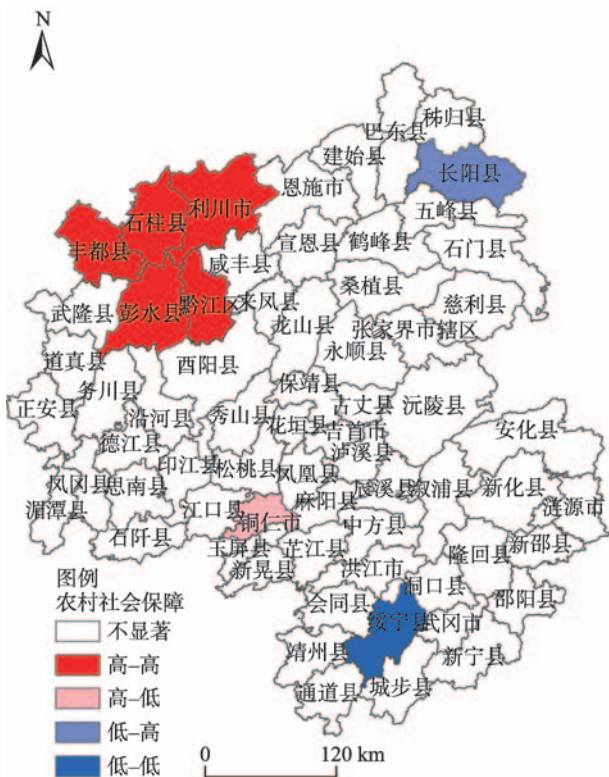 N
秭归县
巴东县
建始县
长阳县
恩施市
利川市
石柱县
五峰县
丰都县
宣恩县
鹤峰县
石门县
咸丰县
桑植县
武隆县
彭水县
黔江区
来凤县
慈利县
龙山县
张家界市辖区
永顺县
道真县
酉阳县
务川县
保靖县
正安县
沿河县
秀山县
古丈县
沅陵县
花垣县
吉首市
安化县
德江县
泸溪县
印江县
松桃县
凤凰县
凤冈县
思南县
麻阳县
辰溪县
溆浦县
新化县
涟源市
湄潭县
江口县
铜仁市
中方县
石阡县
玉屏县
芷江县
新邵县
隆回县
新晃县
洪江市
洞口县
邵阳县
会同县
绥宁县
武冈市
靖州县
新宁县
通道县
城步县
图例
农村社会保障
不显著
高–高
高–低
低–高
低–低
0 120 km